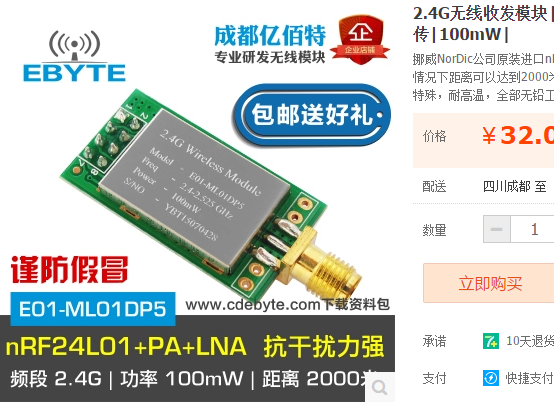 EBYTE
成都亿佰特
专业研发无线模块
企业店铺
包邮送好礼
2.4G Wireless Module
Model - E01-ML01DP5
Freq - 2.4-2.525 GHz
Power - 100mW
S/NO - YBT15070428
谨防假冒
E01-ML01DP5
www.cdebyte.com下载资料包
nRF24L01+PA+LNA 抗干扰力强
频段 2.4G | 功率 100mW | 距离 2000米
2.4G无线收发模块|
传|100mW|
挪威NorDic公司原装进口n
情况下距离可以达到2000米
特殊，耐高温，全部无铅工
价格
¥32.0
配送
四川成都 至
数量
1
立即购买
承诺
7+
10天退货
支付
快捷支付